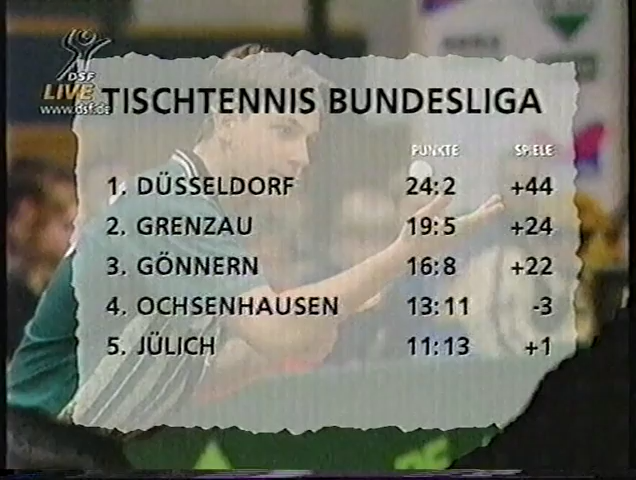 DSF
LIVE
www.dsf.de
TISCHTENNIS BUNDESLIGA
PUNKTE SPIELE
1. DÜSSELDORF 24:2 +44
2. GRENZAU 19:5 +24
3. GÖNNERN 16:8 +22
4. OCHSENHAUSEN 13:11 -3
5. JÜLICH 11:13 +1